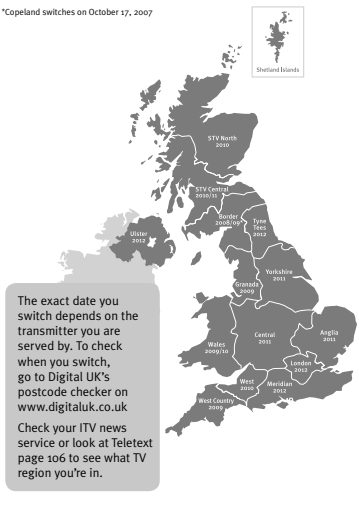 *Copeland switches on October 17, 2007
Shetland Islands
STV North
2010
STV Central
2010/11
Border
2008/09*
Tyne
Tees
2012
Ulster
2012
Yorkshire
2011
Granada
2009
Wales
2009/10
Central
2011
Anglia
2011
London
2012
West
2010
Meridian
2012
West Country
2009
The exact date you
switch depends on the
transmitter you are
served by. To check
when you switch,
go to Digital UK's
postcode checker on
www.digitaluk.co.uk
Check your ITV news
service or look at Teletext
page 106 to see what TV
region you're in.